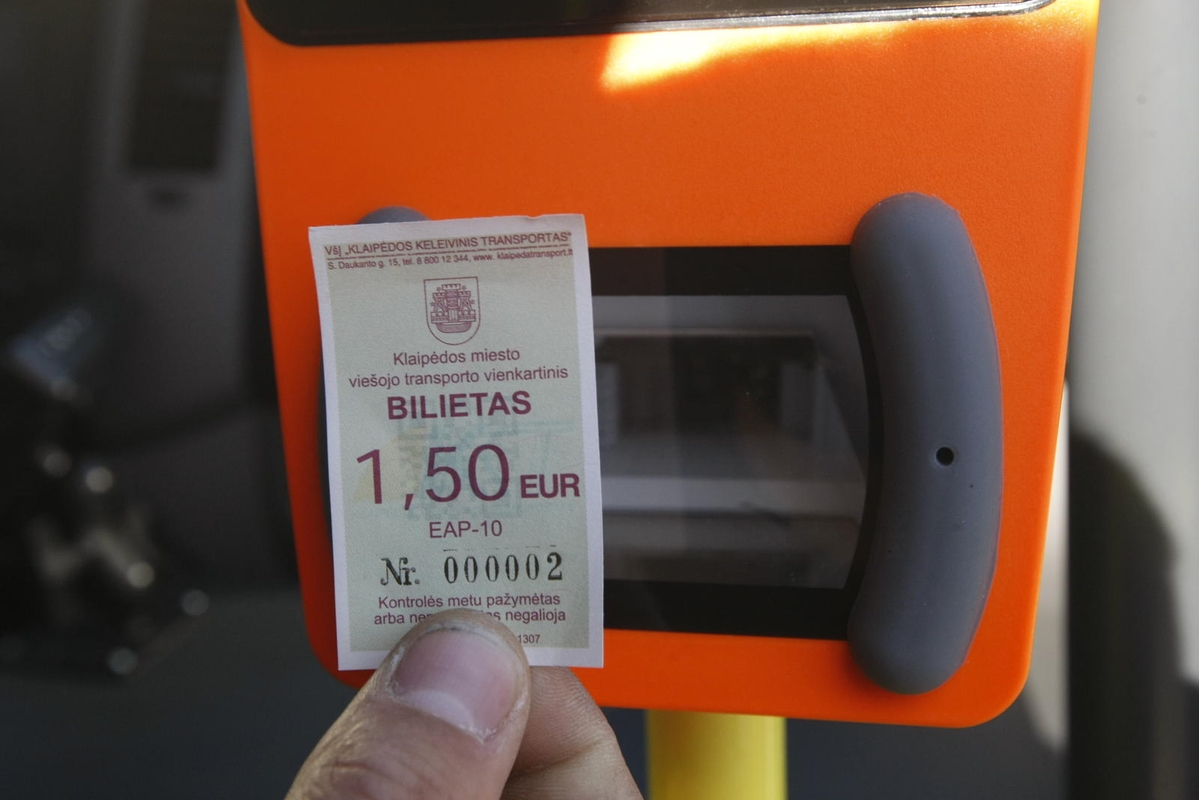 VšĮ „KLAIPĖDOS KELEIVINIS TRANSPORTAS"
S. Daukanto g. 15, tel. 8 800 12 344, www. klaipedatransport.lt
Klaipėdos miesto
viešojo transporto vienkartinis
BILIETAS
1,50 EUR
EAP-10
Nr. 000002
Kontrolės metu pažymėtas
arba negalioja
1307